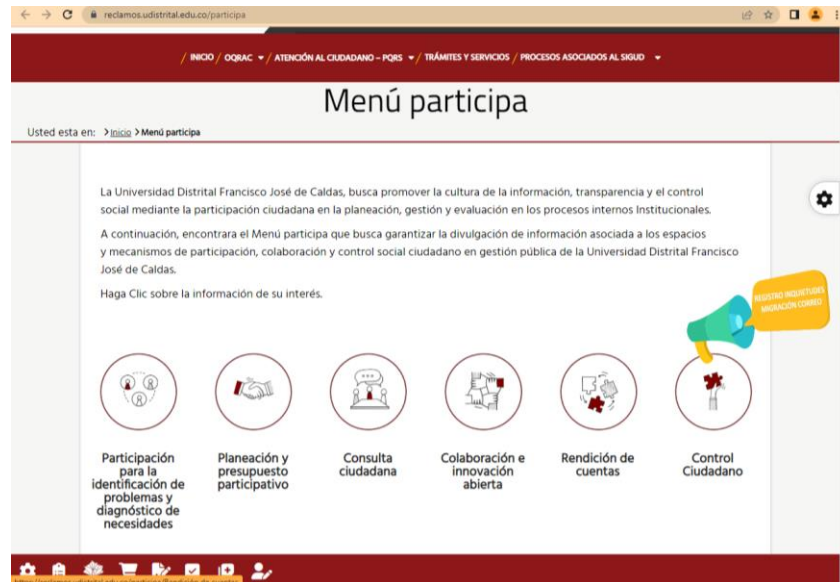 reclamos.udistrital.edu.co/participa
/ INICIO / OQRAC / ATENCIÓN AL CIUDADANO – PQRS / TRÁMITES Y SERVICIOS / PROCESOS ASOCIADOS AL SIGUD
Menú participa
Usted esta en: > Inicio > Menú participa
La Universidad Distrital Francisco José de Caldas, busca promover la cultura de la información, transparencia y el control
social mediante la participación ciudadana en la planeación, gestión y evaluación en los procesos internos Institucionales.
A continuación, encontrara el Menú participa que busca garantizar la divulgación de información asociada a los espacios
y mecanismos de participación, colaboración y control social ciudadano en gestión pública de la Universidad Distrital Francisco
José de Caldas.
Haga Clic sobre la información de su interés.
REGISTRO INQUIETUDES
MIGRACIÓN CORREO
Participación
para la
identificación de
problemas y
diagnóstico de
necesidades
Planeación y
presupuesto
participativo
Consulta
ciudadana
Colaboración e
innovación
abierta
Rendición de
cuentas
Control
Ciudadano